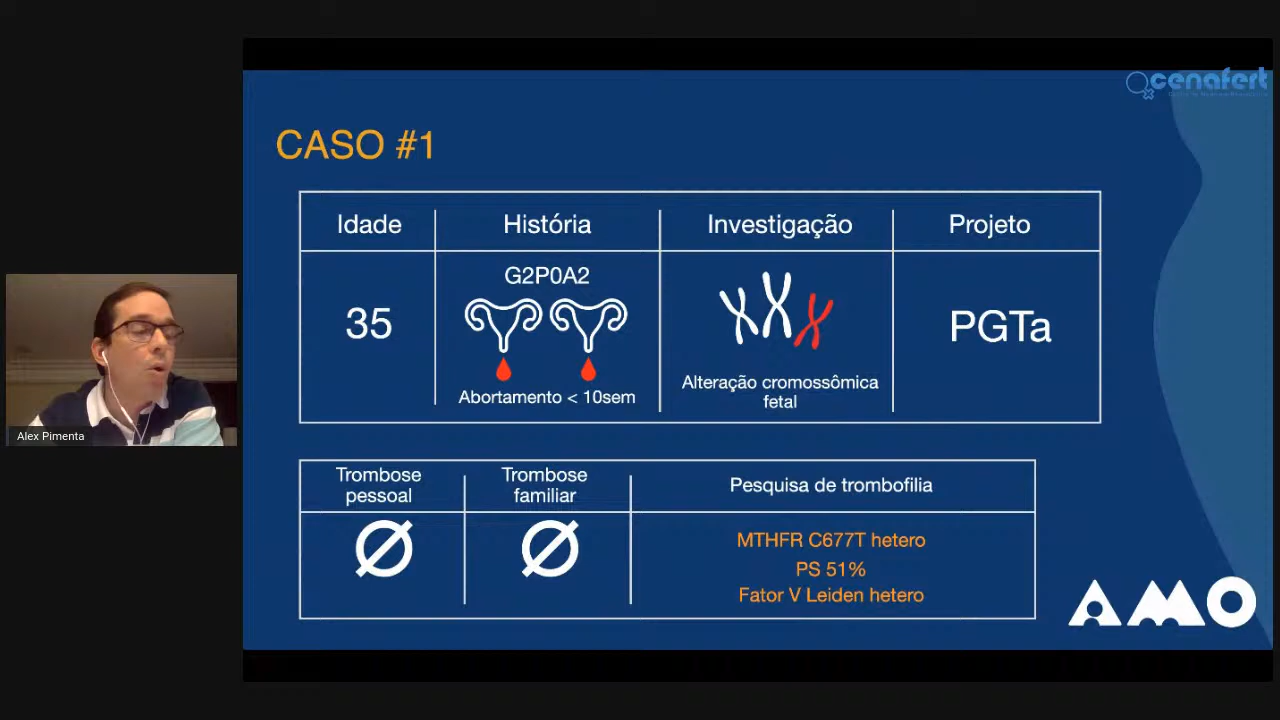 cenafert
CASO #1
Idade
História
Investigação
Projeto
35
G2P0A2
Abortamento < 10sem
Alteração cromossômica
fetal
PGTa
Trombose
pessoal
Trombose
familiar
Pesquisa de trombofilia
MTHFR C677T hetero
PS 51%
Fator V Leiden hetero
Alex Pimenta
AMO